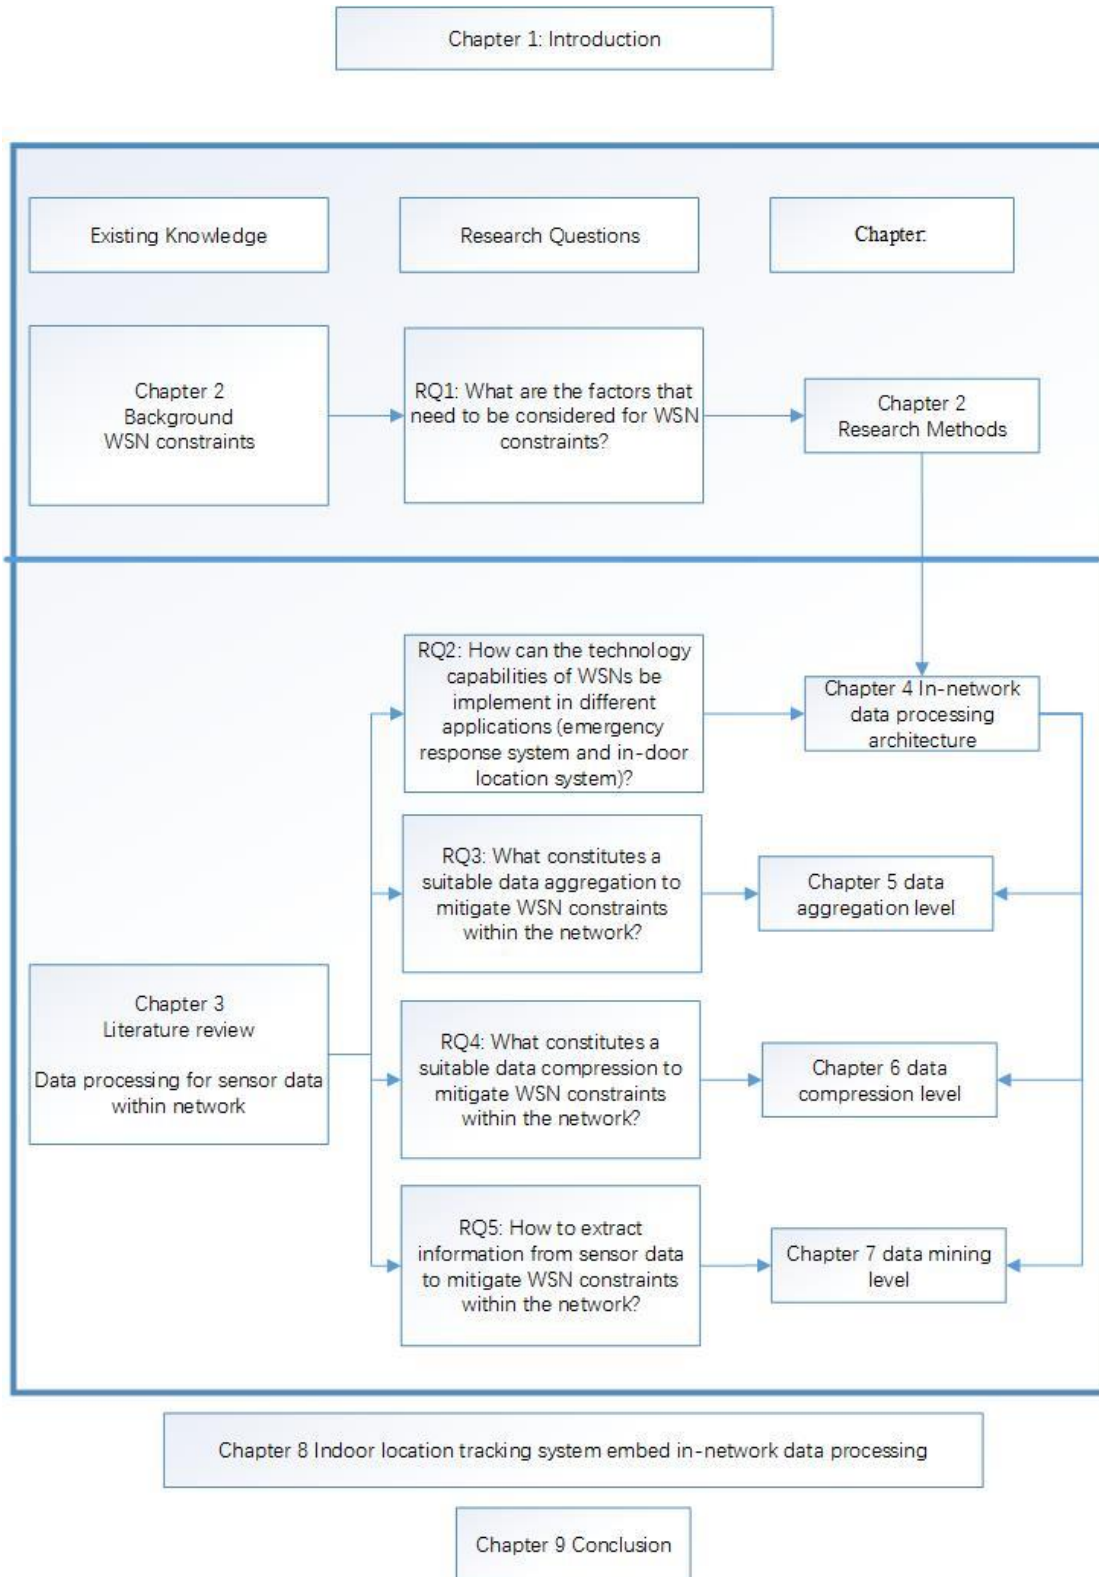 Chapter 1: Introduction
Existing Knowledge
Research Questions
Chapter:
Chapter 2
Background
WSN constraints
RQ1: What are the factors that
need to be considered for WSN
constraints?
Chapter 2
Research Methods
RQ2: How can the technology
capabilities of WSNs be
implement in different
applications (emergency
response system and in-door
location system)?
Chapter 4 In-network
data processing
architecture
RQ3: What constitutes a
suitable data aggregation to
mitigate WSN constraints
within the network?
Chapter 5 data
aggregation level
Chapter 3
Literature review
Data processing for sensor data
within network
RQ4: What constitutes a
suitable data compression to
mitigate WSN constraints
within the network?
Chapter 6 data
compression level
RQ5: How to extract
information from sensor data
to mitigate WSN constraints
within the network?
Chapter 7 data mining
level
Chapter 8 Indoor location tracking system embed in-network data processing
Chapter 9 Conclusion